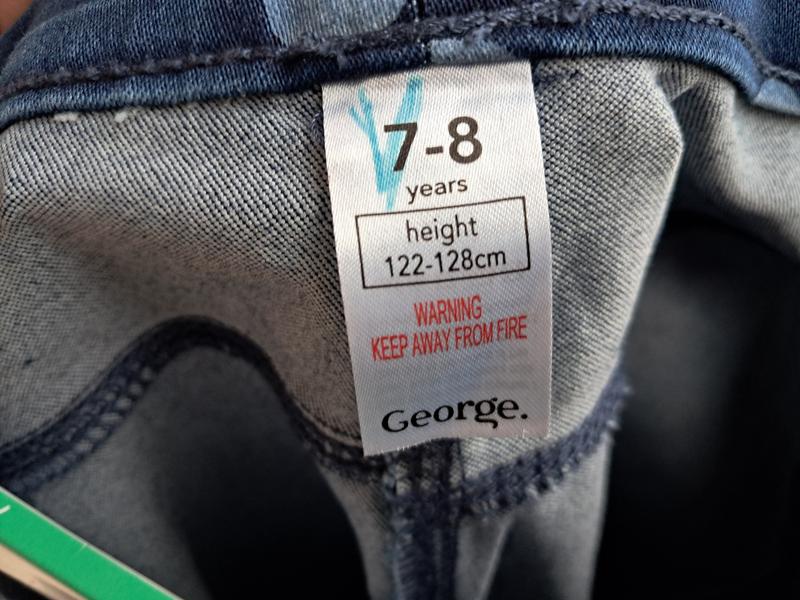 7-8
years
height
122-128cm
WARNING
KEEP AWAY FROM FIRE
George.